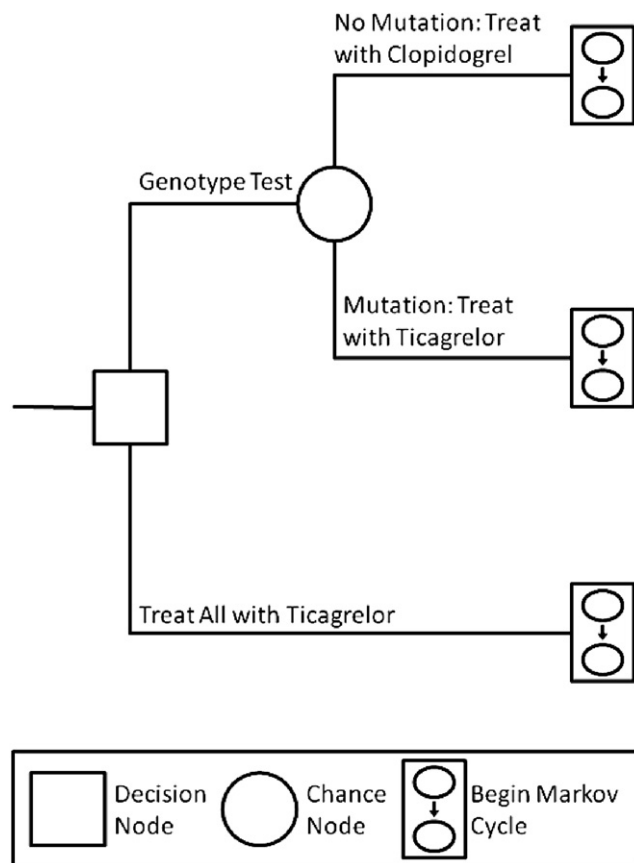 No Mutation: Treat
with Clopidogrel
Genotype Test
Mutation: Treat
with Ticagrelor
Treat All with Ticagrelor
Decision
Node
Chance
Node
Begin Markov
Cycle